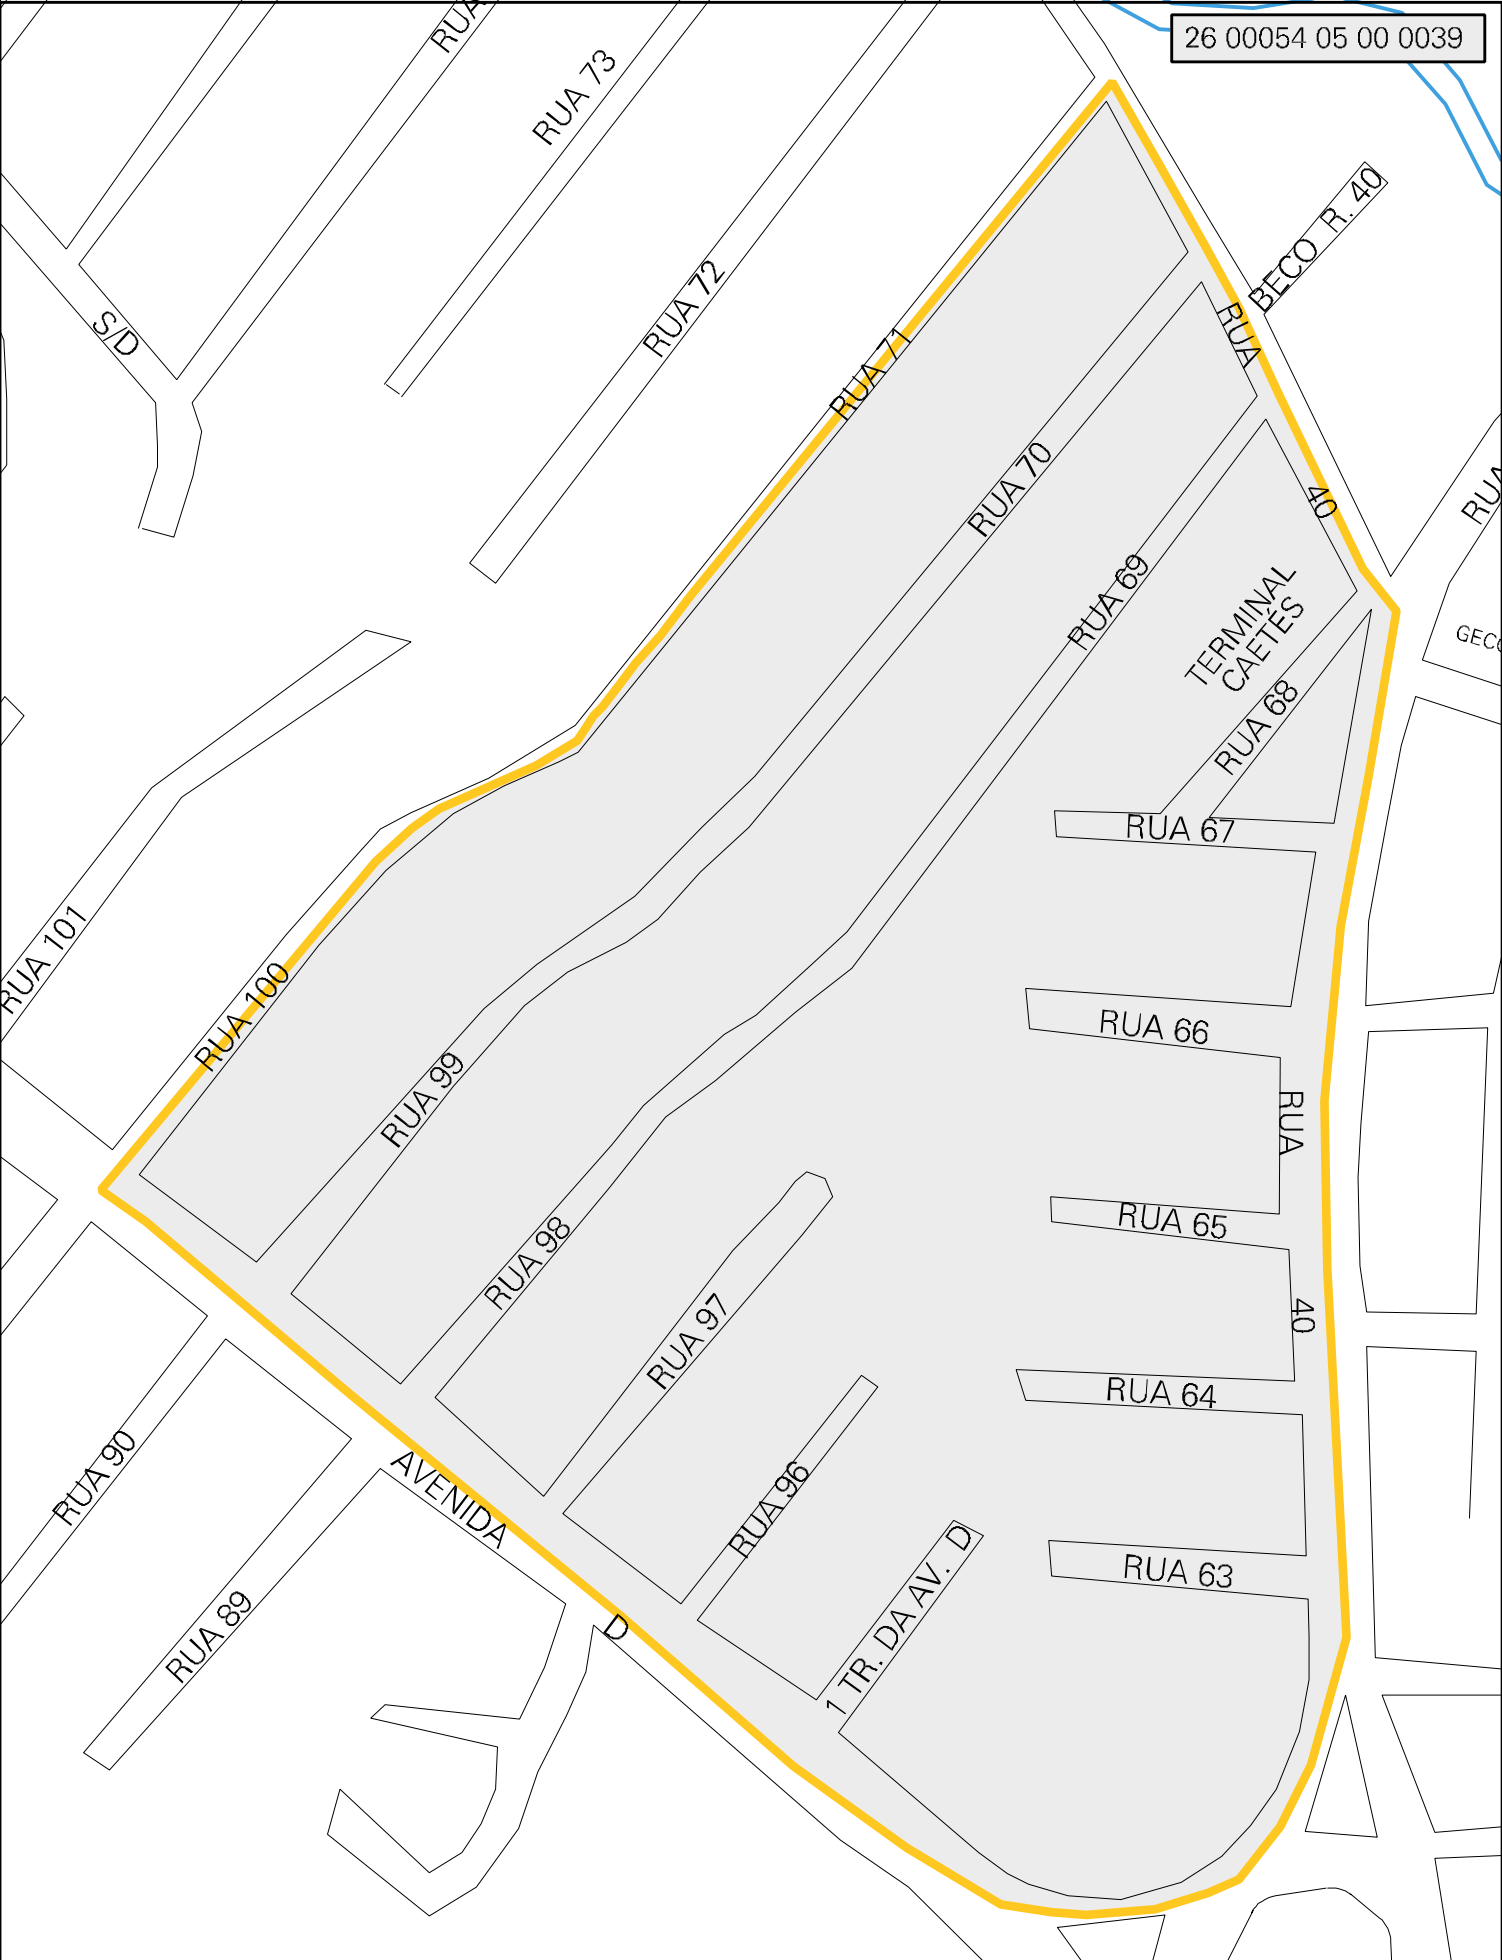 26 00054 05 00 0039
RUA
RUA 73
BECO R. 40
S/D
RUA 72
RUA
RUA 71
RUA 70
40
RUA
RUA 69
TERMINAL
CAETÉS
RUA 68
RUA 67
RUA 101
RUA 100
RUA 66
RUA 99
RUA
RUA 65
RUA 98
40
RUA 97
RUA 64
RUA 90
AVENIDA
RUA 96
RUA 63
1 TR. DA AV. D
RUA 89
D